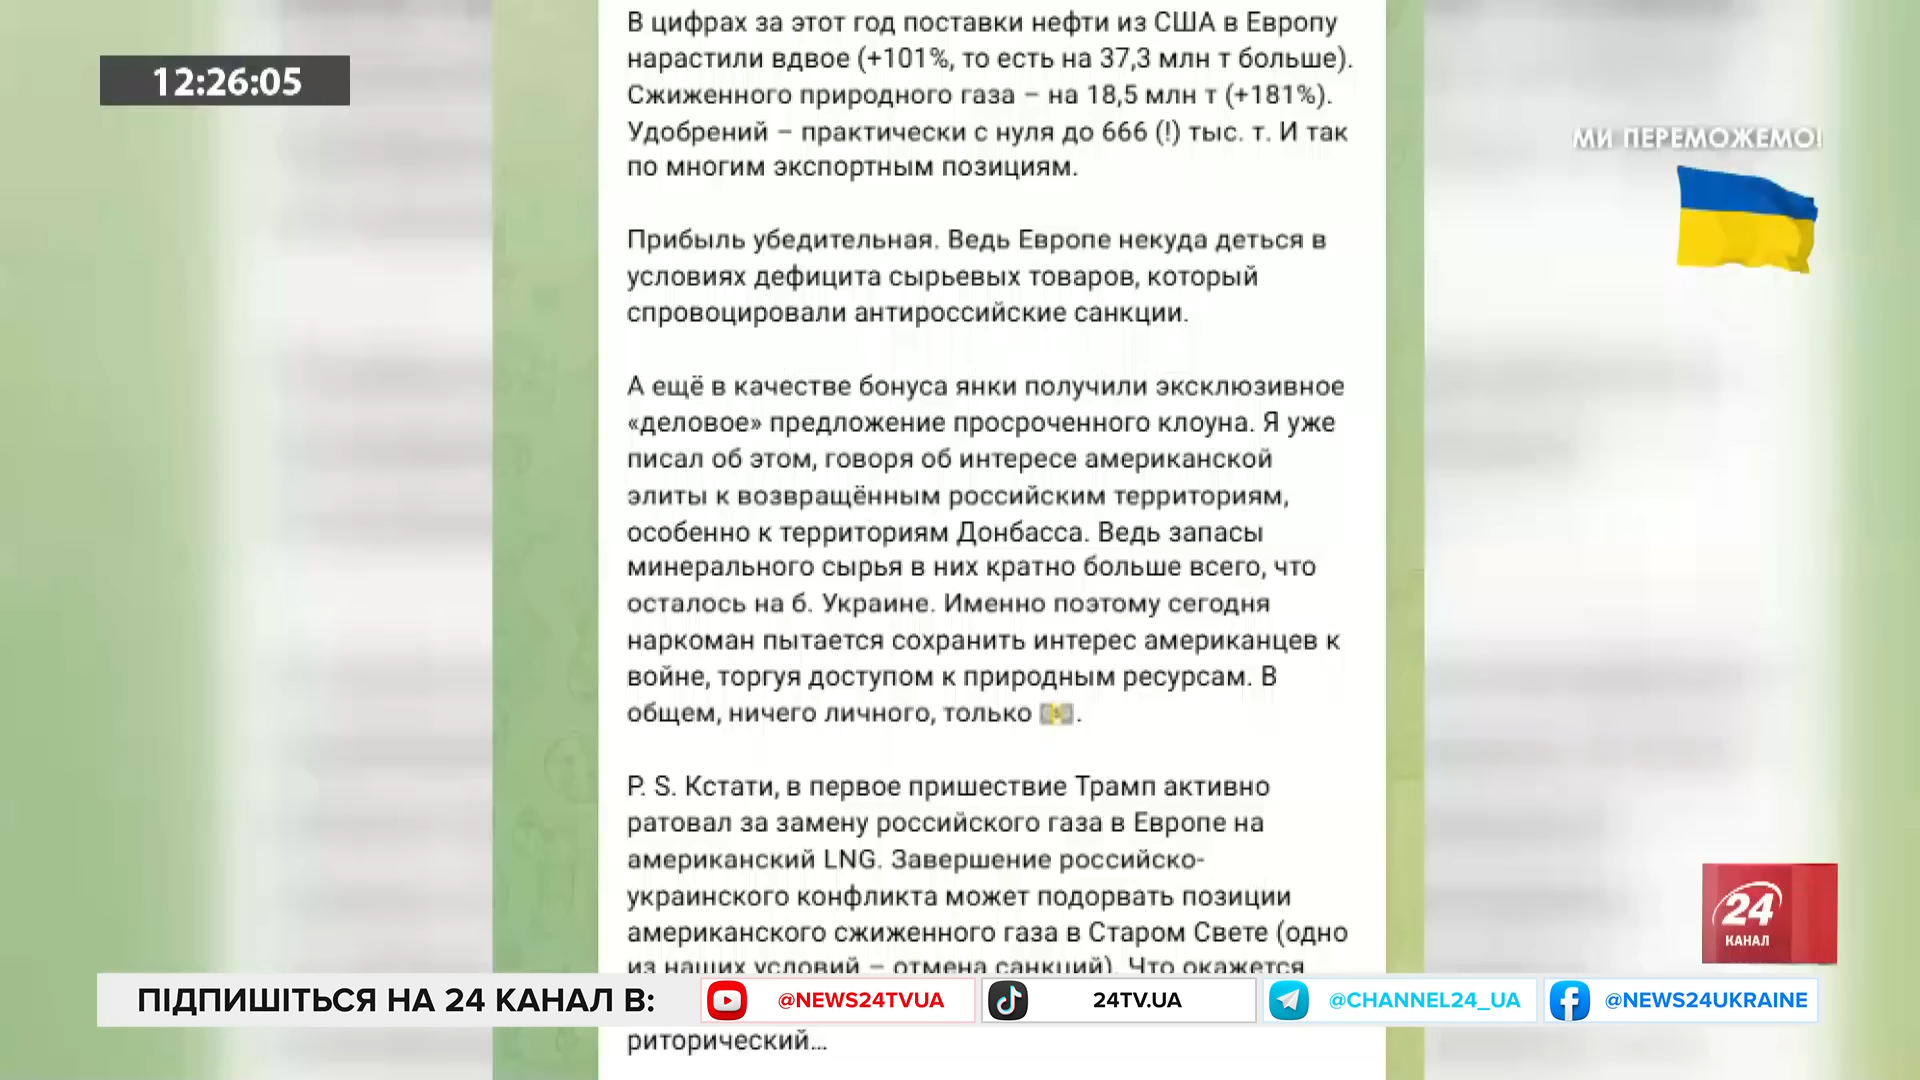 12:26:05
В цифрах за этот год поставки нефти из США в Европу
нарастили вдвое (+101%, то есть на 37,3 млн т больше).
Сжиженного природного газа – на 18,5 млн т (+181%).
Удобрений – практически с нуля до 666 (!) тыс. т. И так
по многим экспортным позициям.
Прибыль убедительная. Ведь Европе некуда деться в
условиях дефицита сырьевых товаров, который
спровоцировали антироссийские санкции.
А ещё в качестве бонуса янки получили эксклюзивное
«деловое» предложение просроченного клоуна. Я уже
писал об этом, говоря об интересе американской
элиты к возвращённым российским территориям,
особенно к территориям Донбасса. Ведь запасы
минерального сырья в них кратно больше всего, что
осталось на б. Украине. Именно поэтому сегодня
наркоман пытается сохранить интерес американцев к
войне, торгуя доступом к природным ресурсам. В
общем, ничего личного, только 💵.
P. S. Кстати, в первое пришествие Трамп активно
ратовал за замену российского газа в Европе на
американский LNG. Завершение российско-
украинского конфликта может подорвать позиции
американского сжиженного газа в Старом Свете (одно
из наших условий – отмена санкций). Что окажется
риторический...
МИ ПЕРЕМОЖЕМО!
24
КАНАЛ
ПІДПИШІТЬСЯ НА 24 КАНАЛ В:
@NEWS24TVUA
24TV.UA
@CHANNEL24_UA
@NEWS24UKRAINE